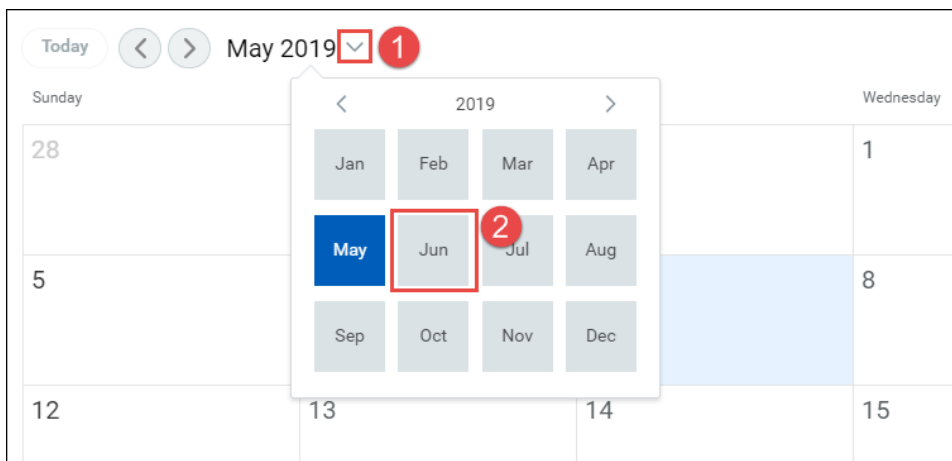 Today < > May 2019 1
Sunday
Wednesday
< 2019 >
28
1
Jan Feb Mar Apr
2
May Jun Jul Aug
5
8
Sep Oct Nov Dec
12 13 14 15